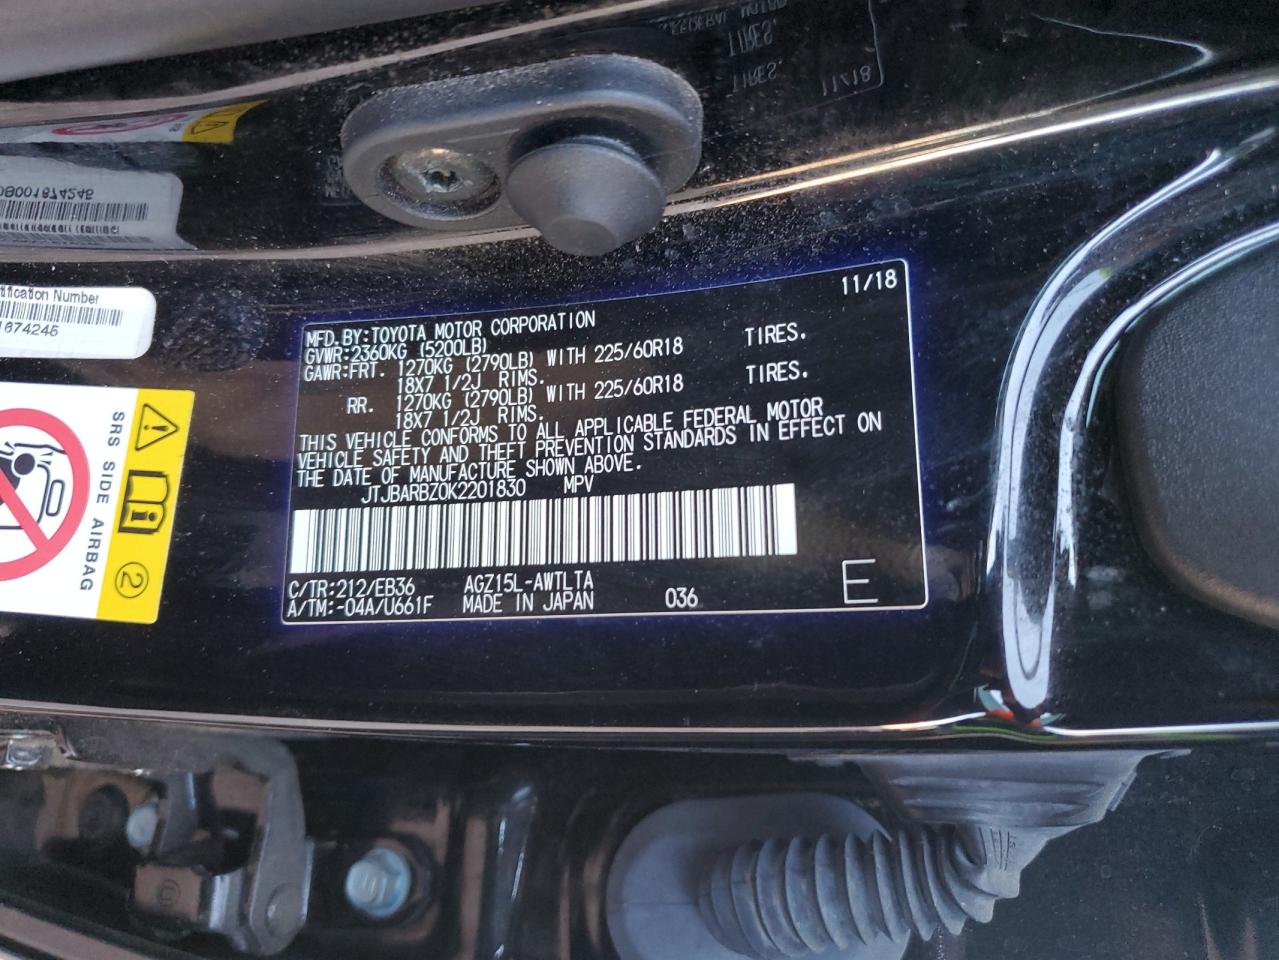 11/18
MFD.BY:TOYOTA MOTOR CORPORATION
GVWR:2360KG (5200LB)
GAWR:FRT. 1270KG (2790LB) WITH 225/60R18 TIRES.
18X7 1/2J RIMS.
RR. 1270KG (2790LB) WITH 225/60R18 TIRES.
18X7 1/2J RIMS.
THIS VEHICLE CONFORMS TO ALL APPLICABLE FEDERAL MOTOR
VEHICLE SAFETY AND THEFT PREVENTION STANDARDS IN EFFECT ON
THE DATE OF MANUFACTURE SHOWN ABOVE.
JTJBARBZ0K2201830 MPV
C/TR:212/EB36 AGZ15L-AWTLTA
A/TM:-04A/U661F MADE IN JAPAN 036
E
Number
SRS SIDE AIRBAG
2